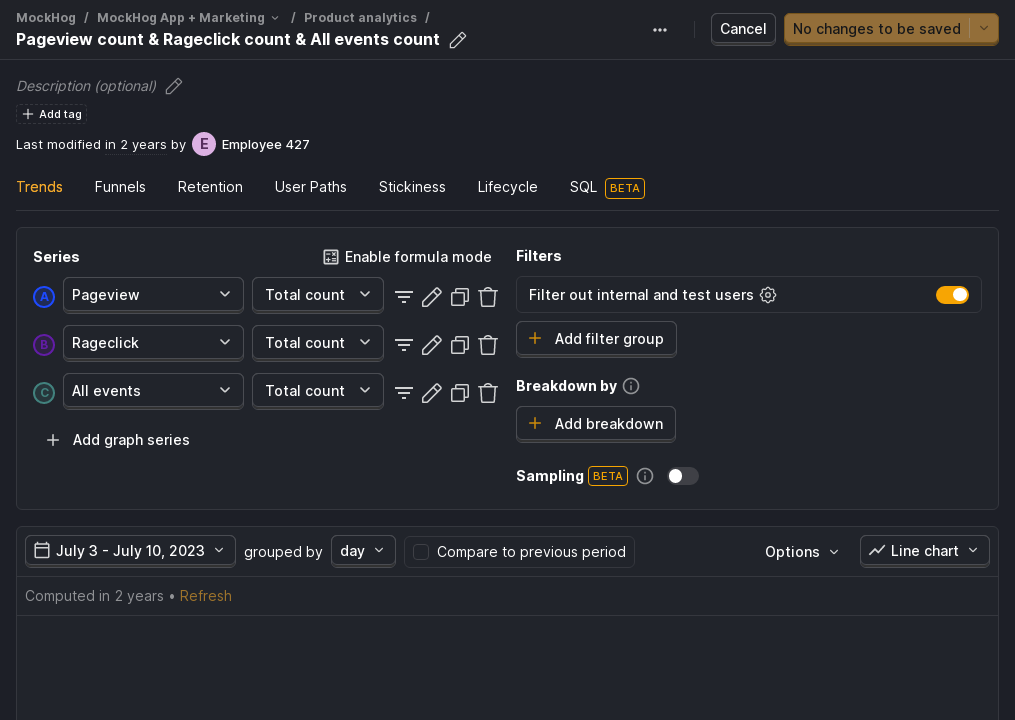 MockHog / MockHog App + Marketing / Product analytics /
Pageview count & Rageclick count & All events count
Cancel
No changes to be saved
Description (optional)
Add tag
Last modified in 2 years by E Employee 427
Trends Funnels Retention User Paths Stickiness Lifecycle SQL BETA
Series Enable formula mode
A Pageview Total count
B Rageclick Total count
C All events Total count
Add graph series
Filters
Filter out internal and test users
Add filter group
Breakdown by
Add breakdown
Sampling BETA
July 3 - July 10, 2023 grouped by day Compare to previous period Options Line chart
Computed in 2 years • Refresh